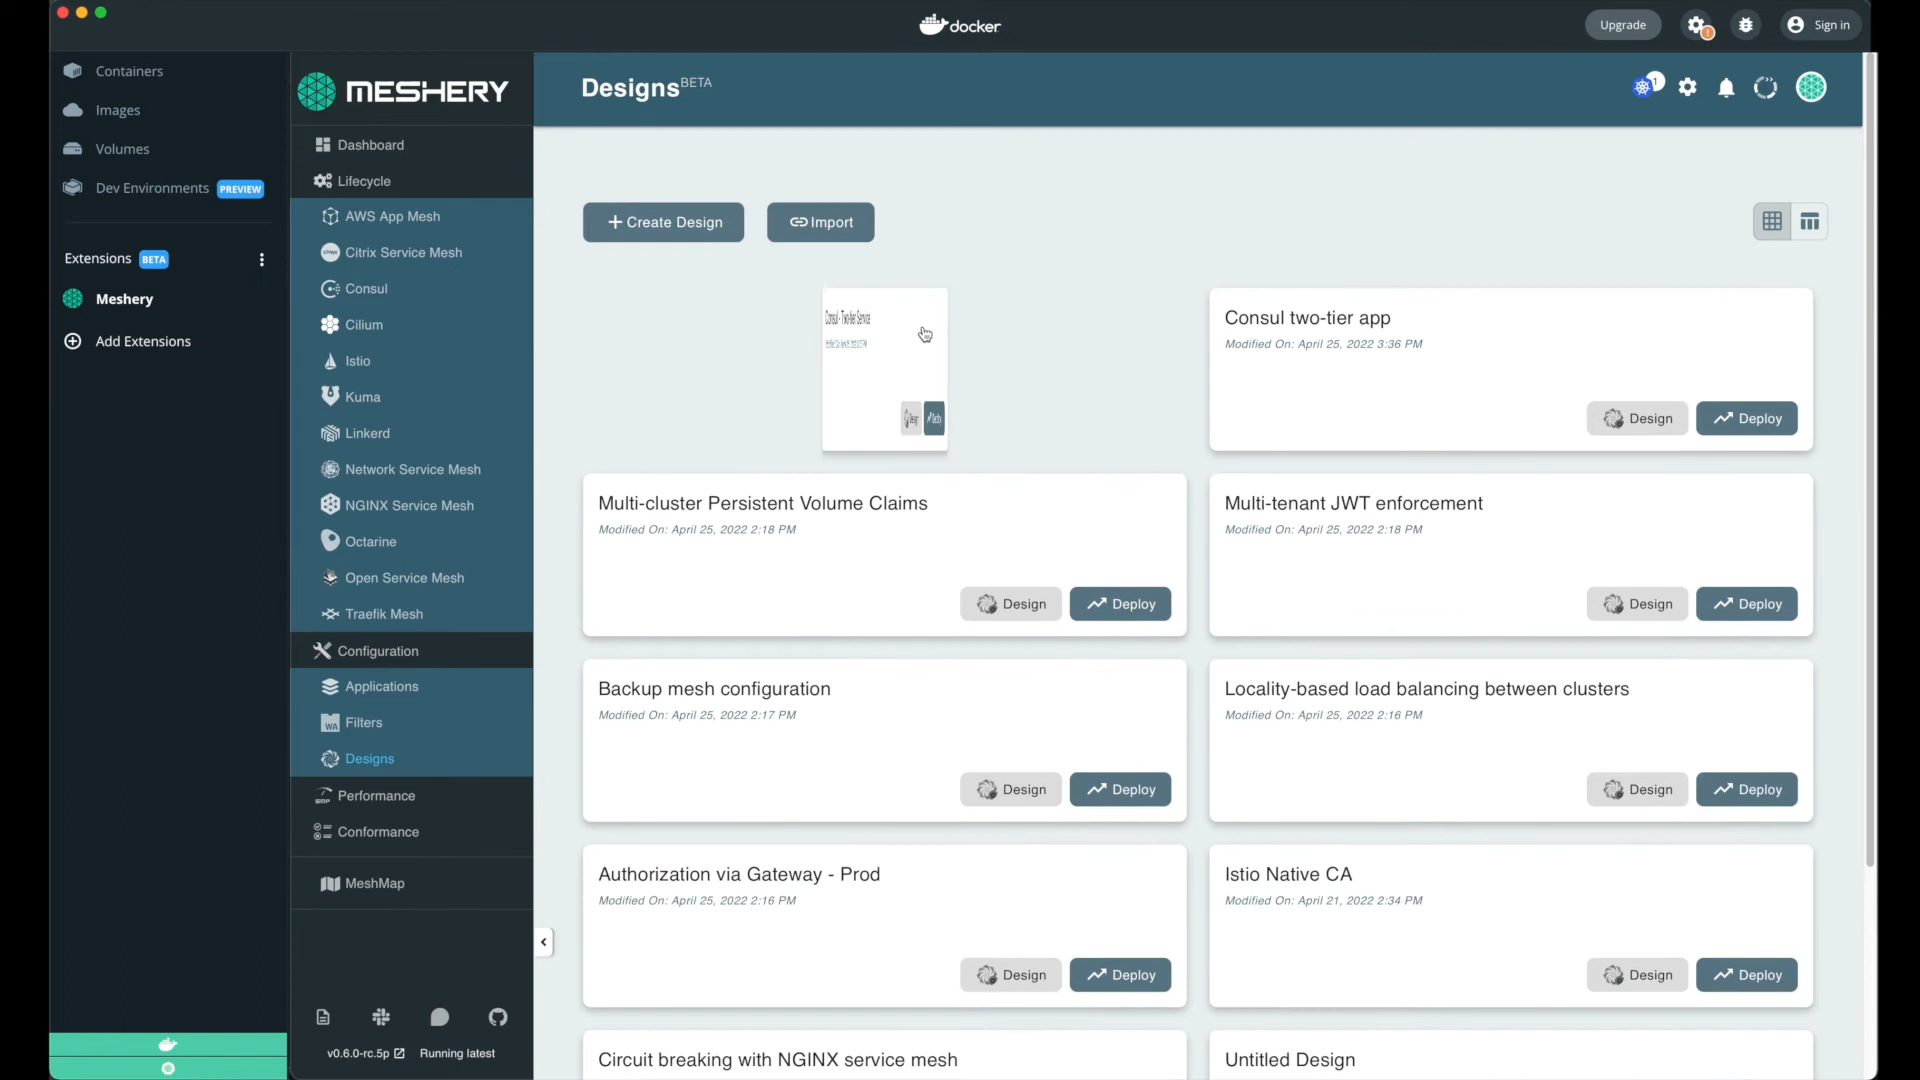 docker
Upgrade
Sign in
Containers
Images
Volumes
Dev Environments PREVIEW
Extensions BETA
Meshery
Add Extensions
MESHERY
Dashboard
Lifecycle
AWS App Mesh
Citrix Service Mesh
Consul
Cilium
Istio
Kuma
Linkerd
Network Service Mesh
NGINX Service Mesh
Octarine
Open Service Mesh
Traefik Mesh
Configuration
Applications
Filters
Designs
Performance
Conformance
MeshMap
v0.6.0-rc.5p Running latest
Designs BETA
1
+ Create Design
Import
Consul - Two-tier Service
Consul two-tier app
Modified On: April 25, 2022 3:36 PM
Design Deploy
Multi-cluster Persistent Volume Claims
Modified On: April 25, 2022 2:18 PM
Design Deploy
Multi-tenant JWT enforcement
Modified On: April 25, 2022 2:18 PM
Design Deploy
Backup mesh configuration
Modified On: April 25, 2022 2:17 PM
Design Deploy
Locality-based load balancing between clusters
Modified On: April 25, 2022 2:16 PM
Design Deploy
Authorization via Gateway - Prod
Modified On: April 25, 2022 2:16 PM
Design Deploy
Istio Native CA
Modified On: April 21, 2022 2:34 PM
Design Deploy
Circuit breaking with NGINX service mesh
Untitled Design